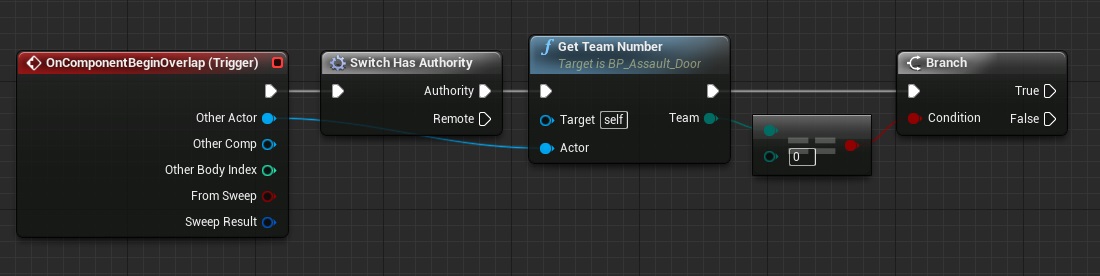 OnComponentBeginOverlap (Trigger)
Other Actor
Other Comp
Other Body Index
From Sweep
Sweep Result
Switch Has Authority
Authority
Remote
Get Team Number
Target is BP_Assault_Door
Target self
Team
Actor
==
0
Branch
True
Condition False